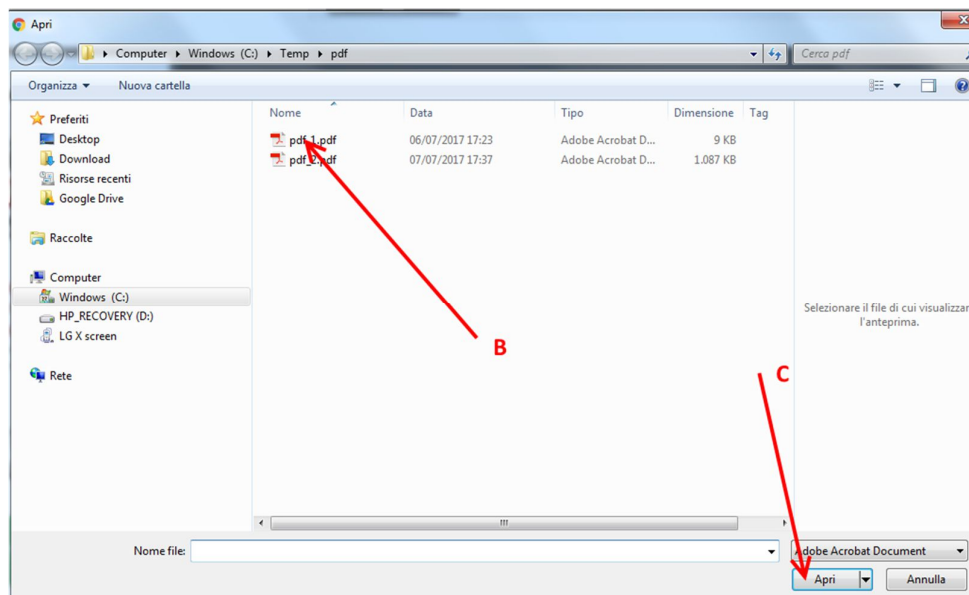 Apri
Computer ▸ Windows (C:) ▸ Temp ▸ pdf
Cerca pdf
Organizza
Nuova cartella
Nome Data Tipo Dimensione Tag
Preferiti
Desktop
Download
Risorse recenti
Google Drive
Raccolte
Computer
Windows (C:)
HP_RECOVERY (D:)
LG X screen
Rete
pdf_1.pdf 06/07/2017 17:23 Adobe Acrobat D... 9 KB
pdf_2.pdf 07/07/2017 17:37 Adobe Acrobat D... 1.087 KB
Selezionare il file di cui visualizzar
l'anteprima.
B
C
Nome file:
Adobe Acrobat Document
Apri
Annulla